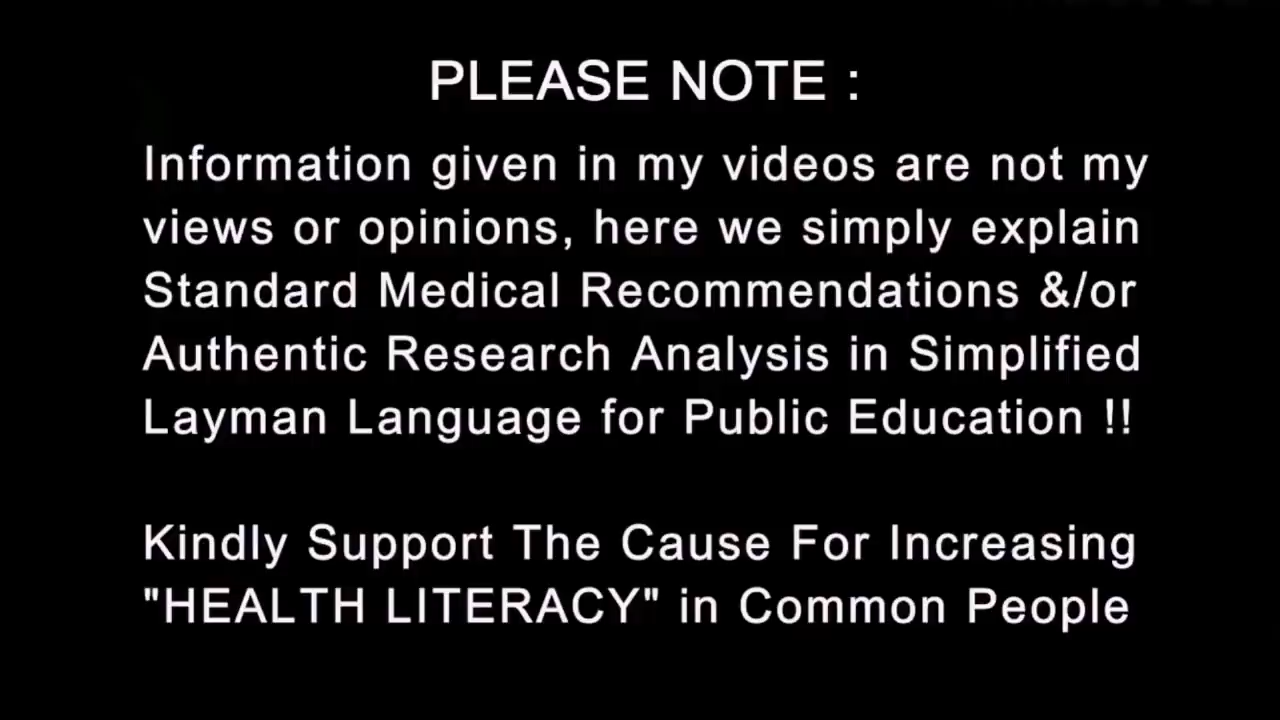 PLEASE NOTE :
Information given in my videos are not my
views or opinions, here we simply explain
Standard Medical Recommendations &/or
Authentic Research Analysis in Simplified
Layman Language for Public Education !!
Kindly Support The Cause For Increasing
"HEALTH LITERACY" in Common People